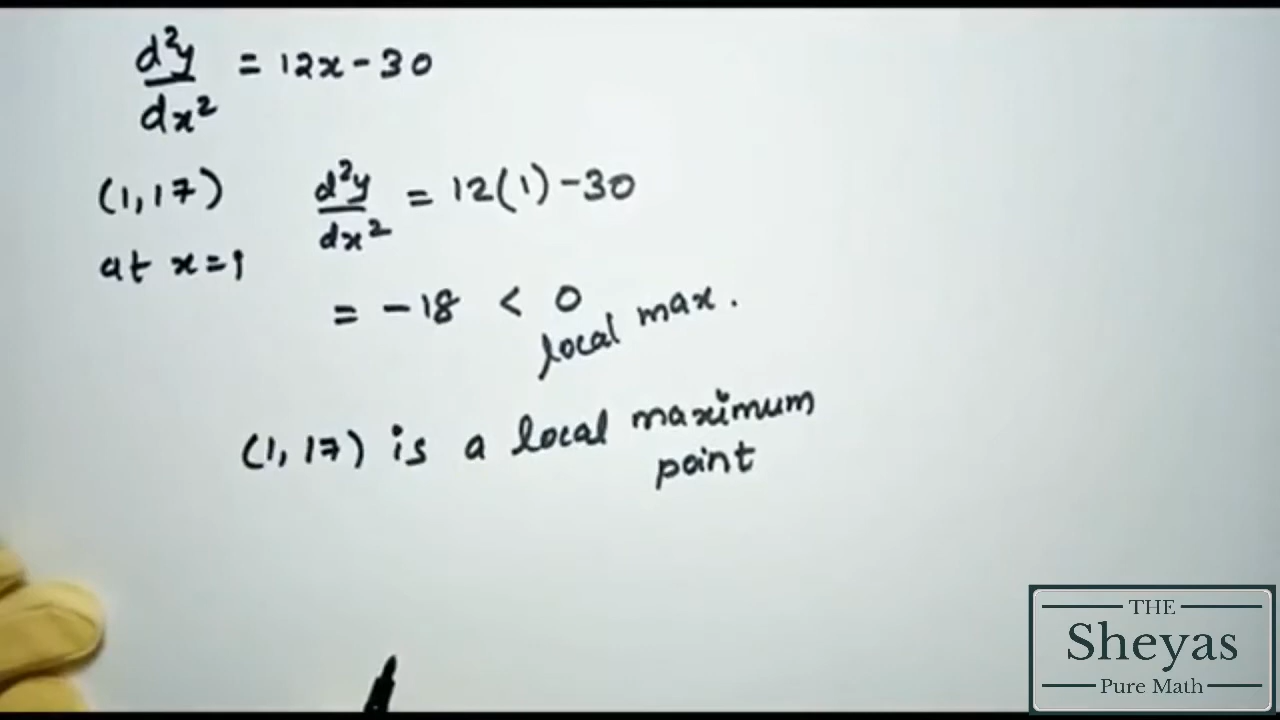 d²y/dx² = 12x - 30
(1, 17) d²y/dx² = 12(1) - 30
at x = 1
= -18 < 0
local max.
(1, 17) is a local maximum
point
THE
Sheyas
Pure Math